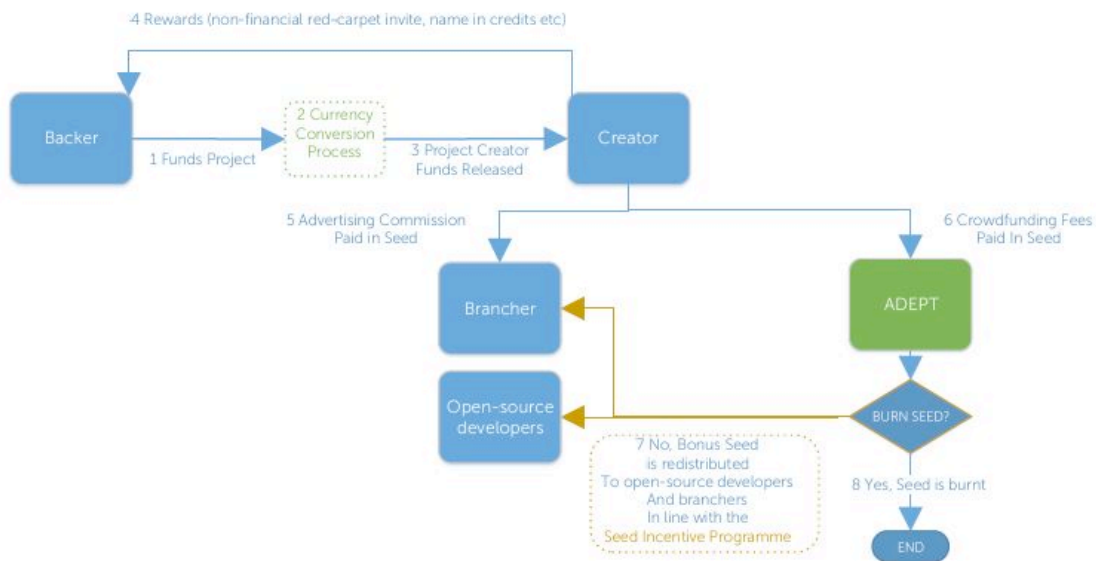 4 Rewards (non-financial red-carpet invite, name in credits etc)
Backer
1 Funds Project
2 Currency
Conversion
Process
3 Project Creator
Funds Released
Creator
5 Advertising Commission
Paid in Seed
6 Crowdfunding Fees
Paid In Seed
Brancher
ADEPT
Open-source
developers
BURN SEED?
7 No, Bonus Seed
is redistributed
To open-source developers
And branchers
In line with the
Seed Incentive Programme
8 Yes, Seed is burnt
END